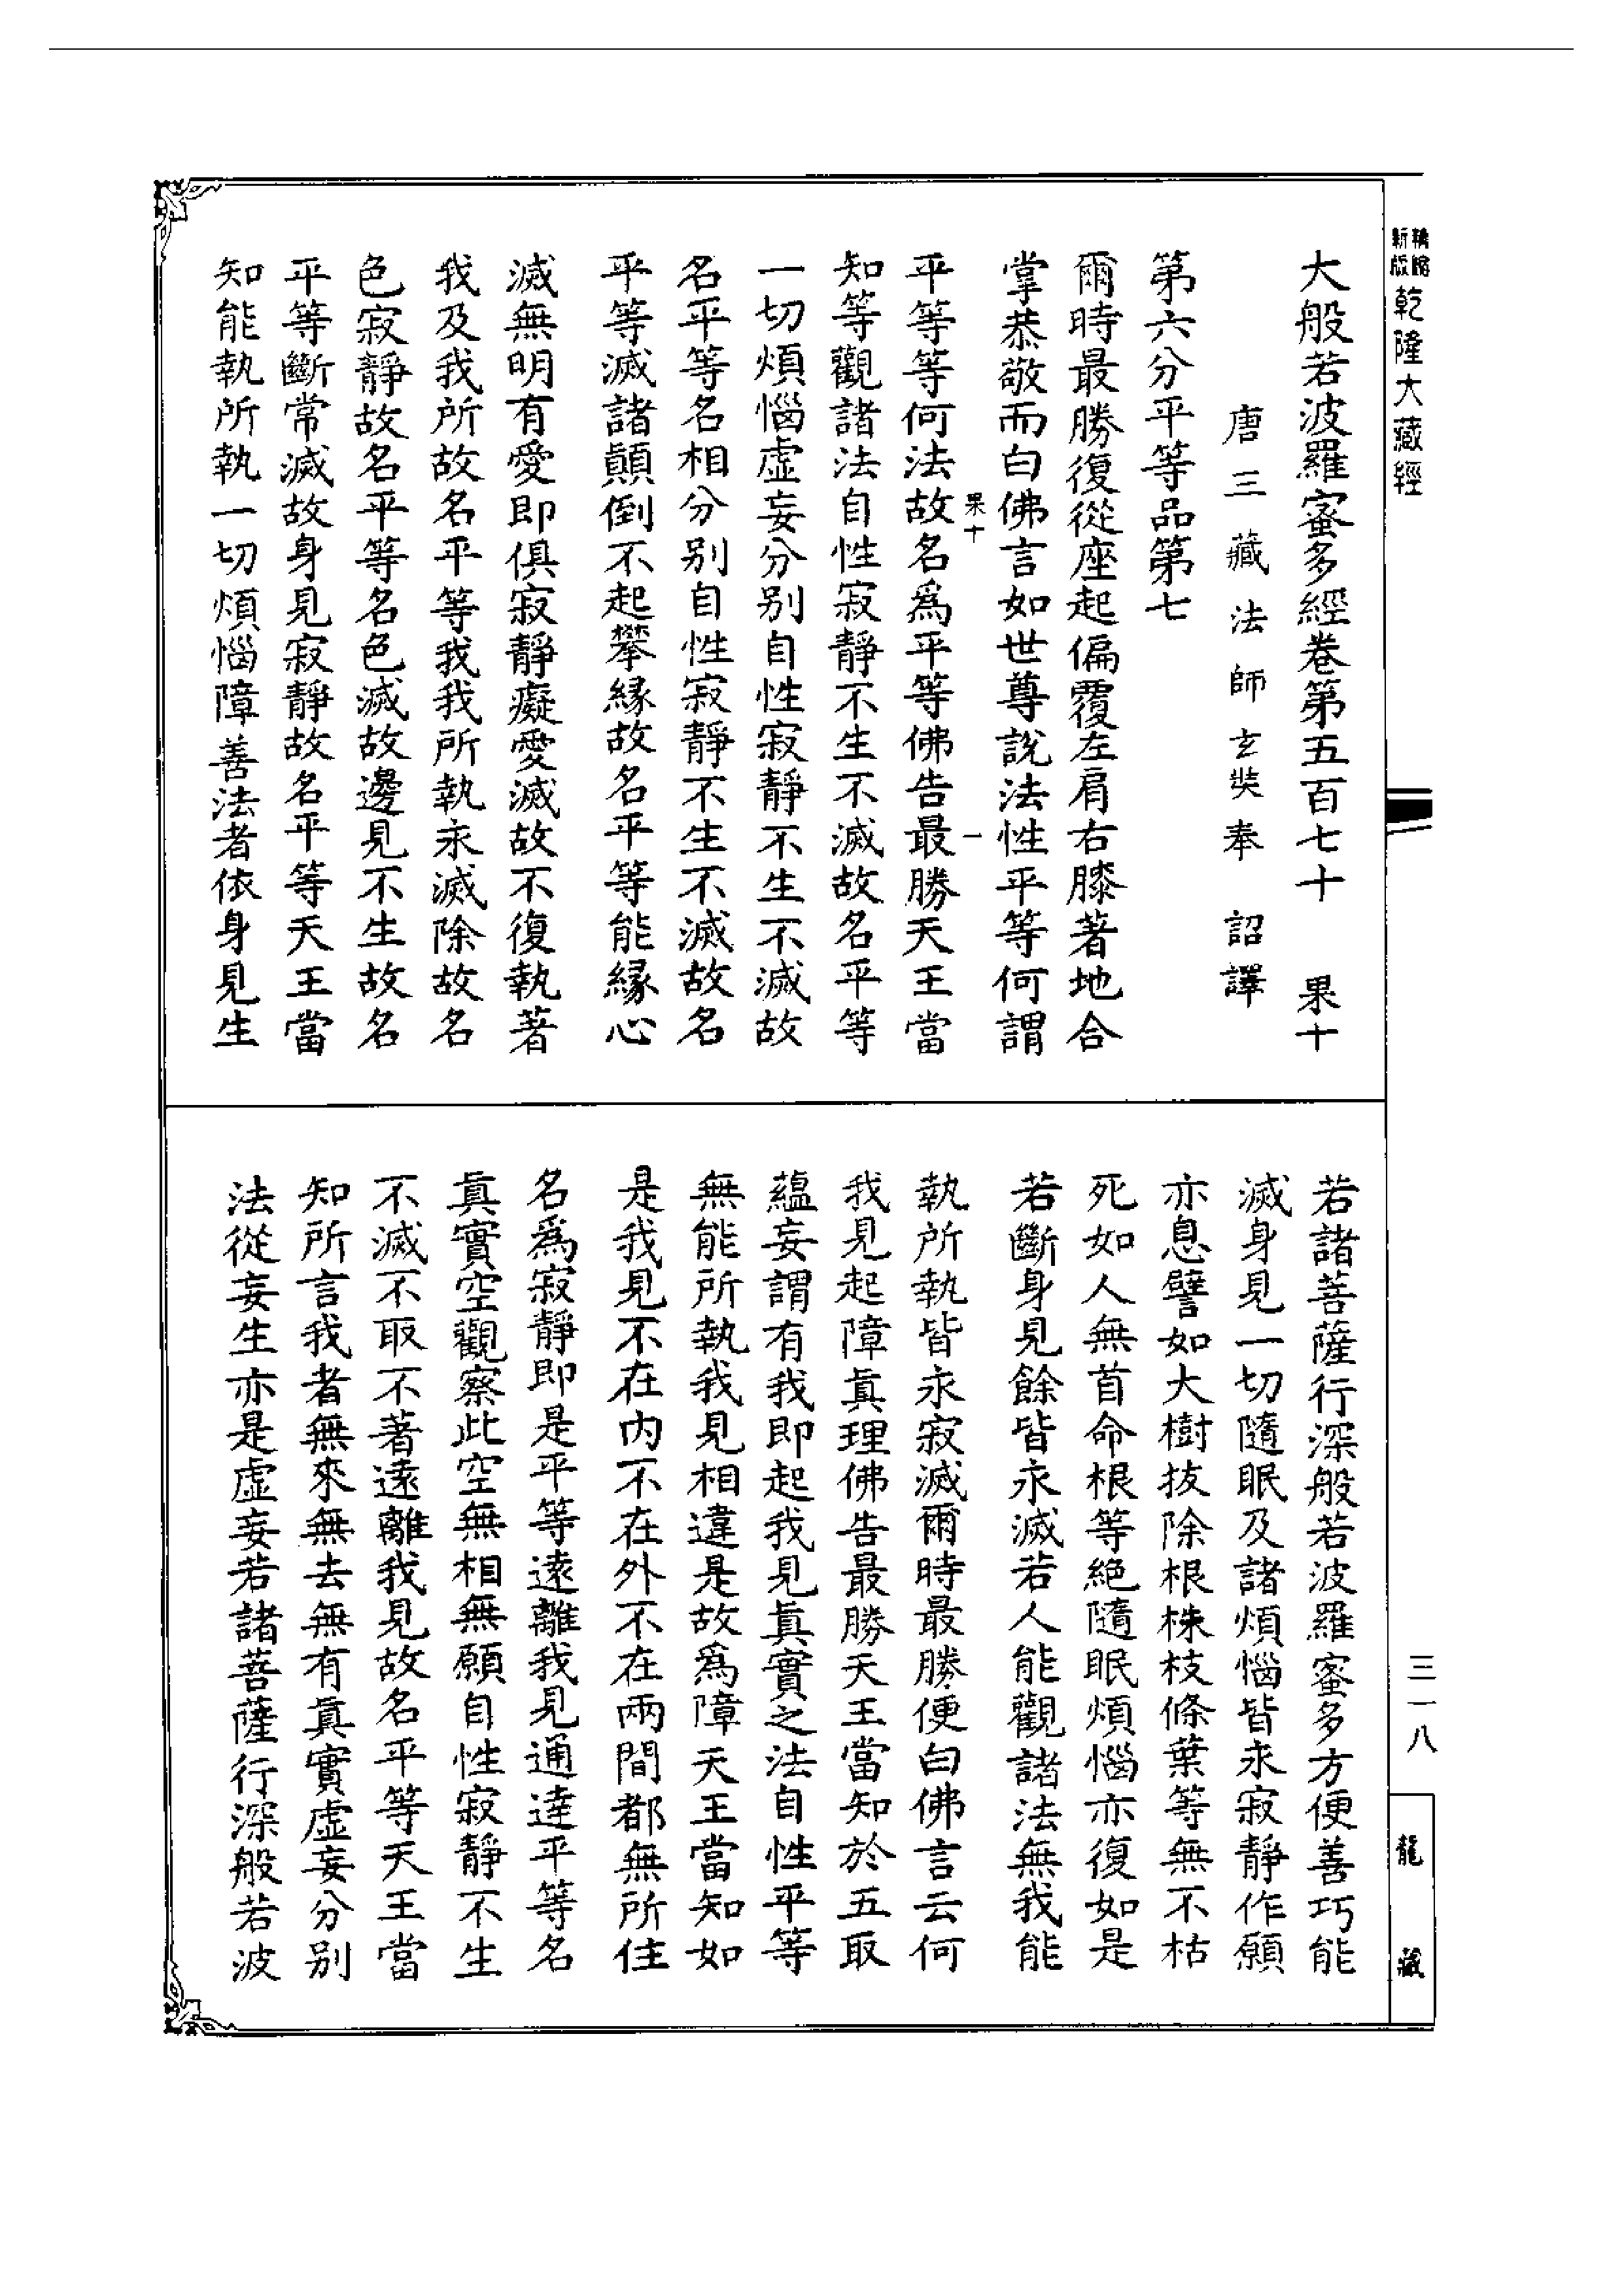 新縮
版縮
乾隆大藏經
大般若波羅蜜多經卷第五百七十 果十
唐三藏法師玄奘奉 詔譯
第六分平等品第七
爾時最勝復從座起偏覆左肩右膝著地合
掌恭敬而白佛言如世尊說法性平等何謂
果十 一
平等等何法故名爲平等佛告最勝天王當
知等觀諸法自性寂靜不生不滅故名平等
一切煩惱虛妄分別自性寂靜不生不滅故
名平等名相分別自性寂靜不生不滅故名
平等滅諸顛倒不起攀緣故名平等能緣心
滅無明有愛即俱寂靜癡愛滅故不復執著
我及我所故名平等我我所執永滅除故名
色寂靜故名平等名色滅故邊見不生故名
平等斷常滅故身見寂靜故名平等天王當
知能執所執一切煩惱障善法者依身見生
若諸菩薩行深般若波羅蜜多方便善巧能
滅身見一切隨眠及諸煩惱皆永寂靜作願
亦息譬如大樹拔除根株枝條葉等無不枯
死如人無首命根等絕隨眠煩惱亦復如是
若斷身見餘皆永滅若人能觀諸法無我能
執所執皆永寂滅爾時最勝便白佛言云何
我見起障眞理佛告最勝天王當知於五取
蘊妄謂有我即起我見眞實之法自性平等
無能所執我見相違是故爲障天王當知如
是我見不在內不在外不在兩間都無所住
名爲寂靜即是平等遠離我見通達平等名
眞實空觀察此空無相無願自性寂靜不生
不滅不取不著遠離我見故名平等天王當
知所言我者無來無去無有眞實虛妄分別
法從妄生亦是虛妄若諸菩薩行深般若波
三一八
龍藏